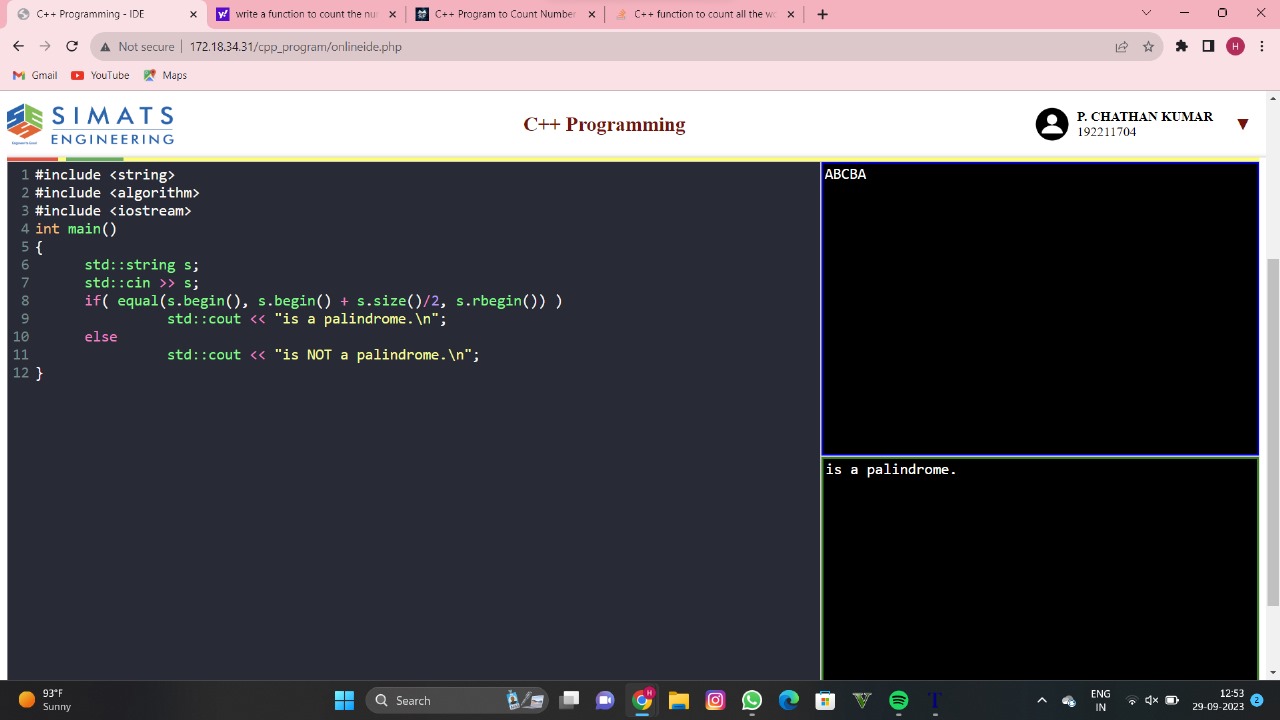 C++ Programming - IDE
write a function to count the nu
C++ Program to Count Number
C++ function to count all the wo
Not secure
172.18.34.31/cpp_program/onlineide.php
H
Gmail
YouTube
Maps
SIMATS
ENGINEERING
C++ Programming
P. CHATHAN KUMAR
192211704
1 #include <string>
2 #include <algorithm>
3 #include <iostream>
4 int main()
5 {
6 std::string s;
7 std::cin >> s;
8 if( equal(s.begin(), s.begin() + s.size()/2, s.rbegin()) )
9 std::cout << "is a palindrome.\n";
10 else
11 std::cout << "is NOT a palindrome.\n";
12 }
ABCBA
is a palindrome.
93°F
Sunny
Search
ENG
IN
12:53
29-09-2023
2